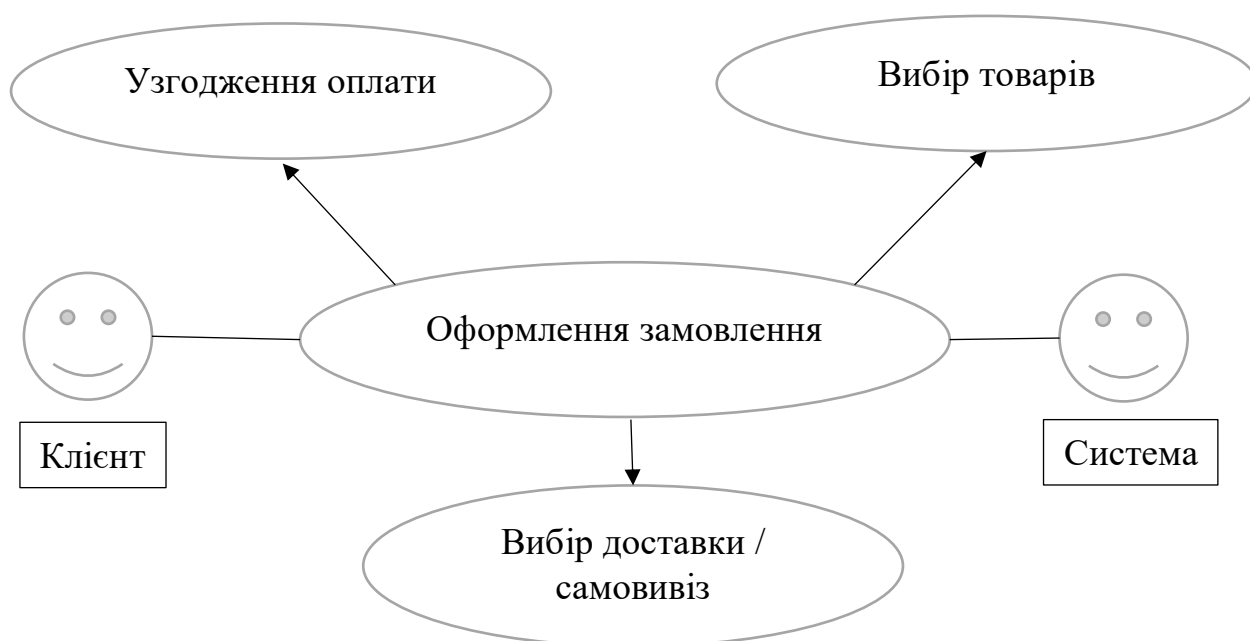 Узгодження оплати
Вибір товарів
Оформлення замовлення
Клієнт
Система
Вибір доставки /
самовивіз